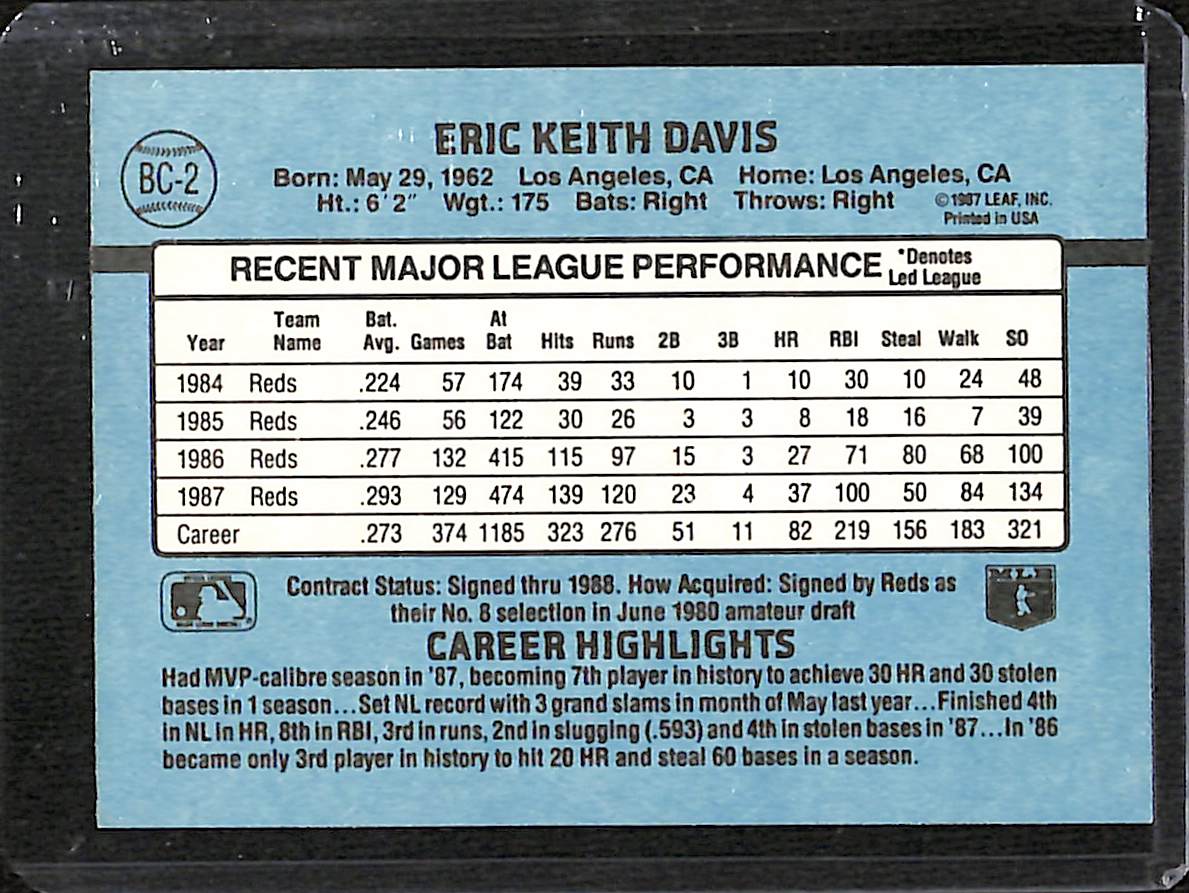 BC-2
ERIC KEITH DAVIS
Born: May 29, 1962 Los Angeles, CA Home: Los Angeles, CA
Ht.: 6'2" Wgt.: 175 Bats: Right Throws: Right
©1987 LEAF, INC.
Printed in USA
RECENT MAJOR LEAGUE PERFORMANCE *Denotes Led League
Year Team Name Bat. Avg. Games At Bat Hits Runs 2B 3B HR RBI Steal Walk SO
1984 Reds .224 57 174 39 33 10 1 10 30 10 24 48
1985 Reds .246 56 122 30 26 3 3 8 18 16 7 39
1986 Reds .277 132 415 115 97 15 3 27 71 80 68 100
1987 Reds .293 129 474 139 120 23 4 37 100 50 84 134
Career .273 374 1185 323 276 51 11 82 219 156 183 321
Contract Status: Signed thru 1988. How Acquired: Signed by Reds as
their No. 8 selection in June 1980 amateur draft
CAREER HIGHLIGHTS
Had MVP-calibre season in '87, becoming 7th player in history to achieve 30 HR and 30 stolen
bases in 1 season...Set NL record with 3 grand slams in month of May last year...Finished 4th
in NL in HR, 8th in RBI, 3rd in runs, 2nd in slugging (.593) and 4th in stolen bases in '87...In '86
became only 3rd player in history to hit 20 HR and steal 60 bases in a season.